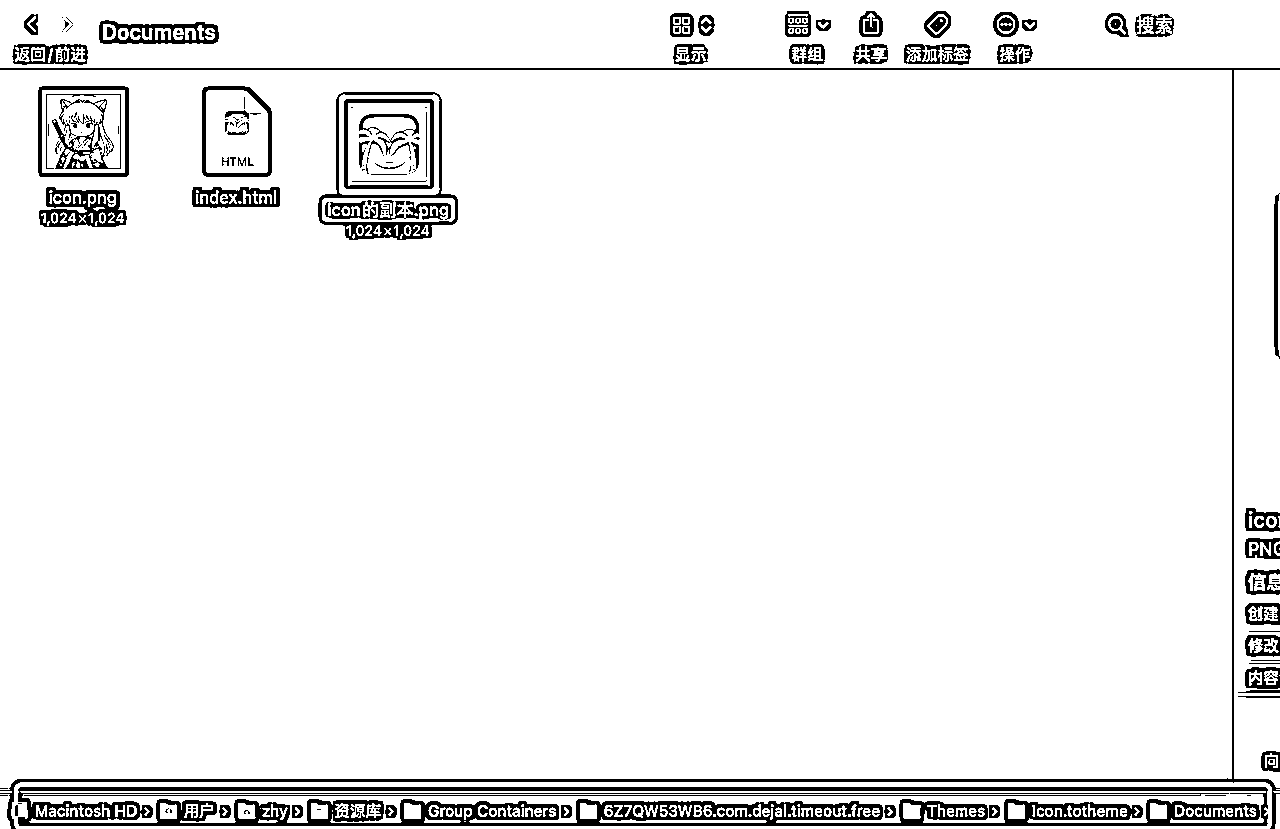 Documents
返回/前进
显示
群组
共享
添加标签
操作
搜索
HTML
icon.png
1,024×1,024
index.html
icon的副本.png
1,024×1,024
PNG
信息
创建
修改
内容
向
Macintosh HD › 用户 › zhy › 资源库 › Group Containers › 6Z7QW53WB6.com.dejal.timeout.free › Themes › Icon.totheme › Documents ›